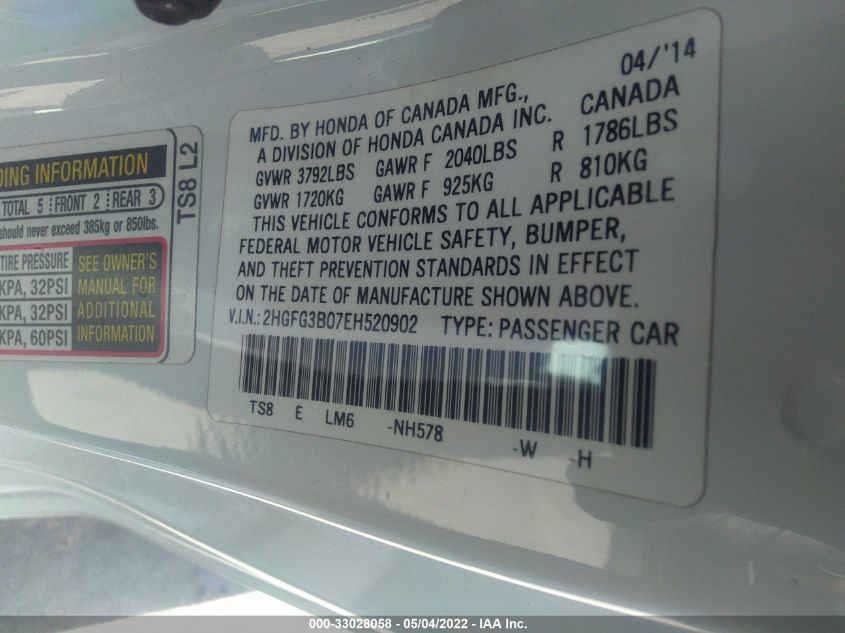 DING INFORMATION
TOTAL 5 FRONT 2 REAR 3
should never exceed 385kg or 850lbs.
TIRE PRESSURE
KPA, 32PSI
KPA, 32PSI
KPA, 60PSI
SEE OWNER'S
MANUAL FOR
ADDITIONAL
INFORMATION
TS8 L2
04/'14
MFD. BY HONDA OF CANADA MFG.,
A DIVISION OF HONDA CANADA INC. CANADA
GVWR 3792LBS GAWR F 2040LBS R 1786LBS
GVWR 1720KG GAWR F 925KG R 810KG
THIS VEHICLE CONFORMS TO ALL APPLICABLE
FEDERAL MOTOR VEHICLE SAFETY, BUMPER,
AND THEFT PREVENTION STANDARDS IN EFFECT
ON THE DATE OF MANUFACTURE SHOWN ABOVE.
V.I.N.: 2HGFG3B07EH520902 TYPE: PASSENGER CAR
TS8 E LM6 -NH578 -W -H
000-33028058 - 05/04/2022 - IAA Inc.